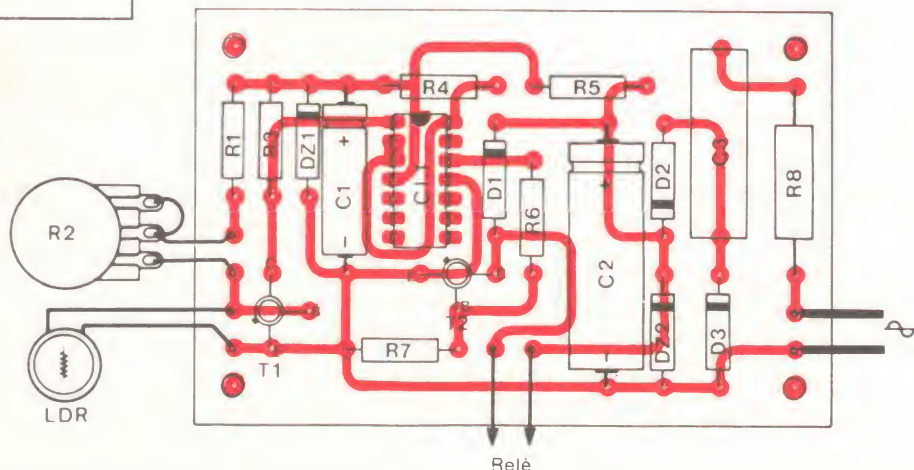 R4
R5
R1
R3
DZ1
+
C1
-
CI1
D1
R6
+
C2
-
D2
C3
R8
R2
R7
T1
T2
DZ2
D3
LDR
Relè